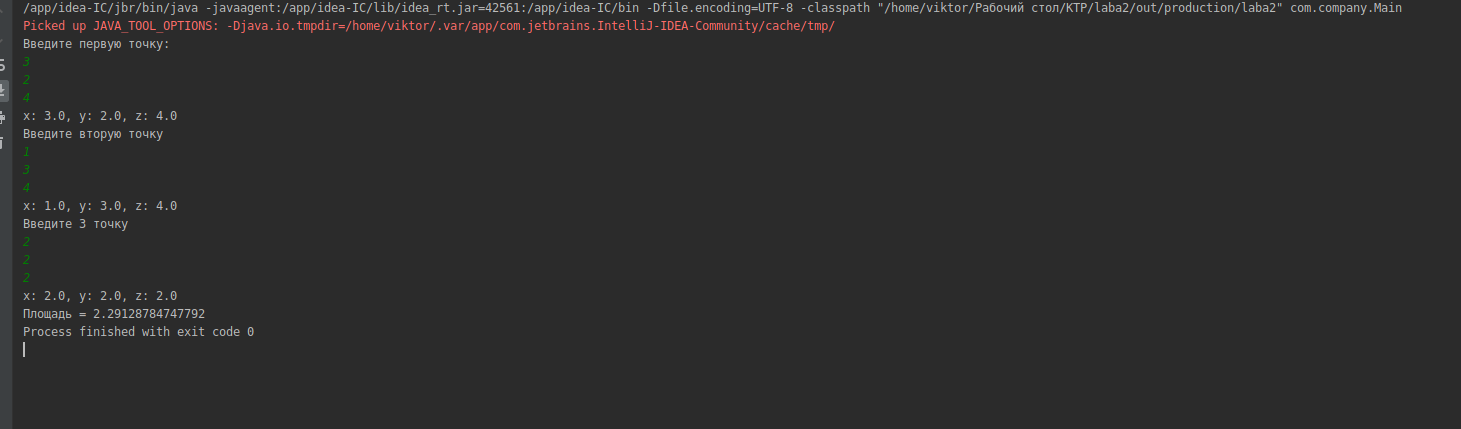 /app/idea-IC/jbr/bin/java -javaagent:/app/idea-IC/lib/idea_rt.jar=42561:/app/idea-IC/bin -Dfile.encoding=UTF-8 -classpath "/home/viktor/Рабочий стол/КТР/laba2/out/production/laba2" com.company.Main
Picked up JAVA_TOOL_OPTIONS: -Djava.io.tmpdir=/home/viktor/.var/app/com.jetbrains.IntelliJ-IDEA-Community/cache/tmp/
Введите первую точку:
3
2
4
x: 3.0, y: 2.0, z: 4.0
Введите вторую точку
1
3
4
x: 1.0, y: 3.0, z: 4.0
Введите 3 точку
2
2
2
x: 2.0, y: 2.0, z: 2.0
Площадь = 2.29128784747792
Process finished with exit code 0